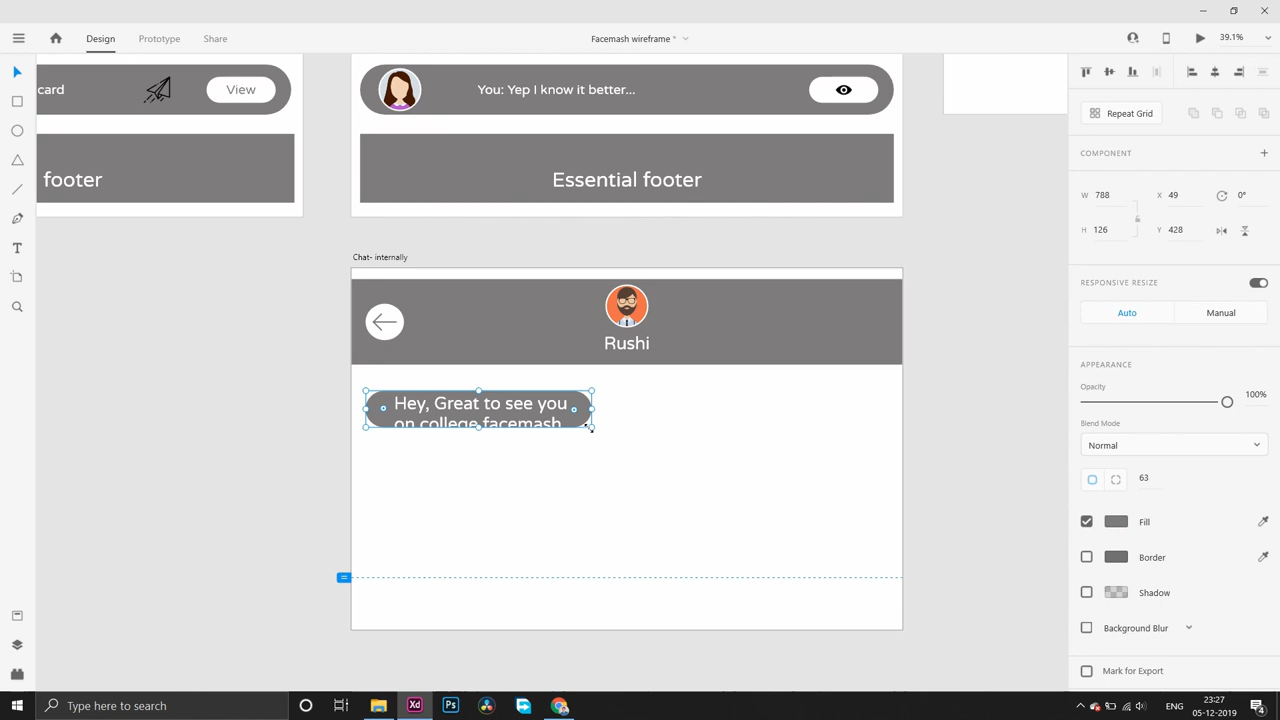 Design
Prototype
Share
Facemash wireframe *
39.1%
card
View
You: Yep I know it better...
footer
Essential footer
Chat- internally
Rushi
Hey, Great to see you
on college facemash
Repeat Grid
COMPONENT
W 788
X 49
0°
H 126
Y 428
RESPONSIVE RESIZE
Auto
Manual
APPEARANCE
Opacity
100%
Blend Mode
Normal
63
Fill
Border
Shadow
Background Blur
Mark for Export
Type here to search
Xd
Ps
ENG
23:27
05-12-2019